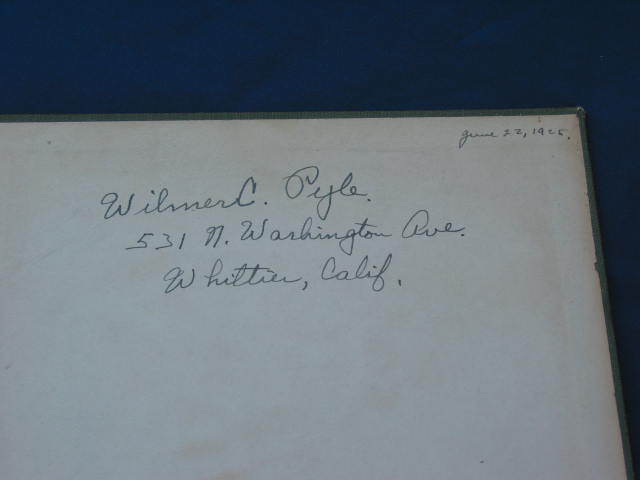 June 22, 1925.
Wilmer C. Pyle.
531 N. Washington Ave.
Whittier, Calif.